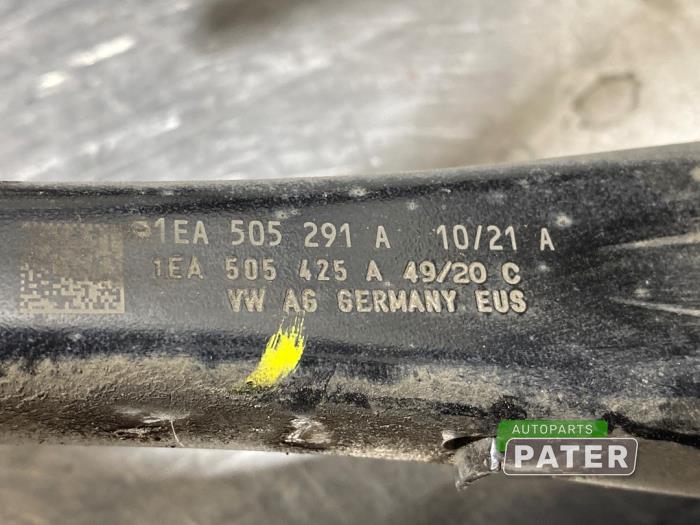 1EA 505 291 A 10/21 A
1EA 505 425 A 49/20 C
VW AG GERMANY EUS
AUTOPARTS
PATER